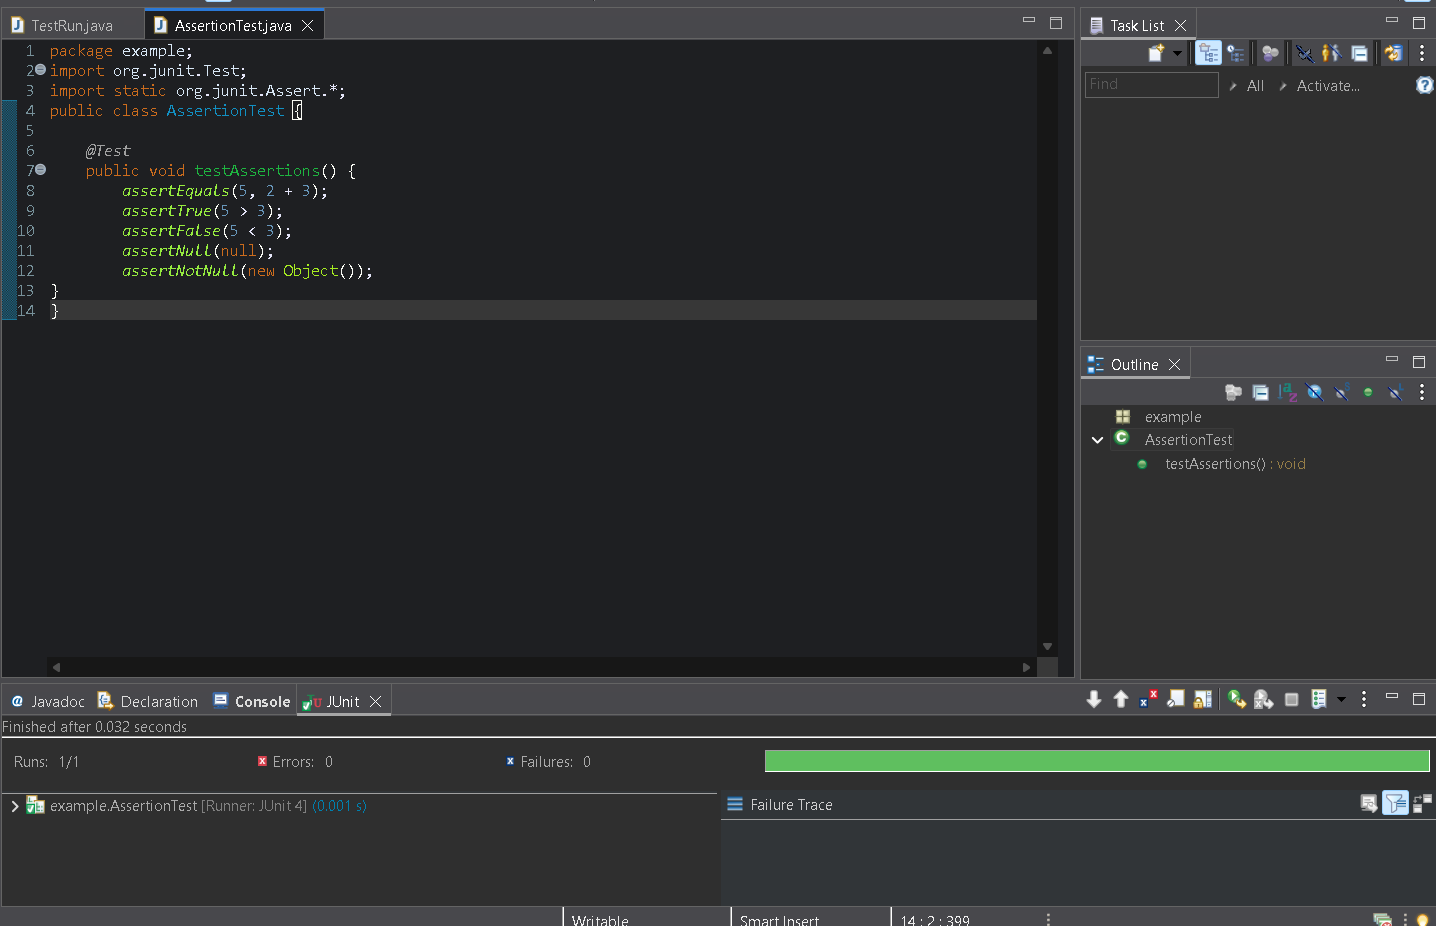 TestRun.java
AssertionTest.java
1 package example;
2 import org.junit.Test;
3 import static org.junit.Assert.*;
4 public class AssertionTest {
5
6 @Test
7 public void testAssertions() {
8 assertEquals(5, 2 + 3);
9 assertTrue(5 > 3);
10 assertFalse(5 < 3);
11 assertNull(null);
12 assertNotNull(new Object());
13 }
14 }
Task List
Find
All
Activate...
Outline
example
AssertionTest
testAssertions() : void
@ Javadoc
Declaration
Console
JUnit
Finished after 0.032 seconds
Runs: 1/1
Errors: 0
Failures: 0
example.AssertionTest [Runner: JUnit 4] (0.001 s)
Failure Trace
Writable
Smart Insert
14 : 2 : 399